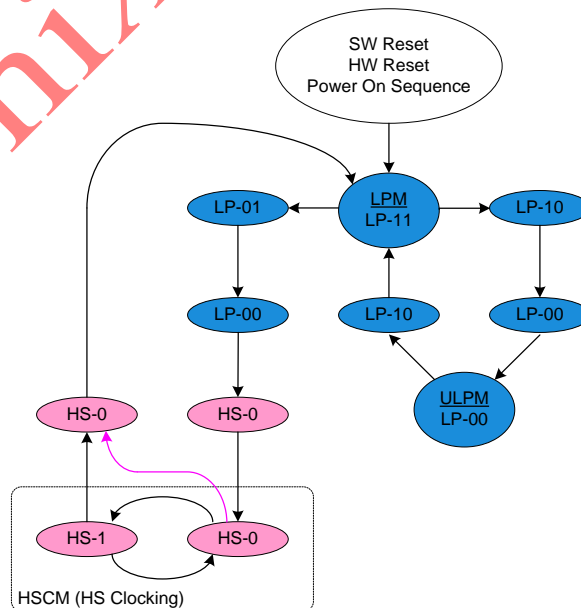 SW Reset
HW Reset
Power On Sequence
LPM
LP-11
LP-01
LP-10
LP-00
LP-10
LP-00
ULPM
LP-00
HS-0
HS-0
HS-1
HS-0
HSCM (HS Clocking)